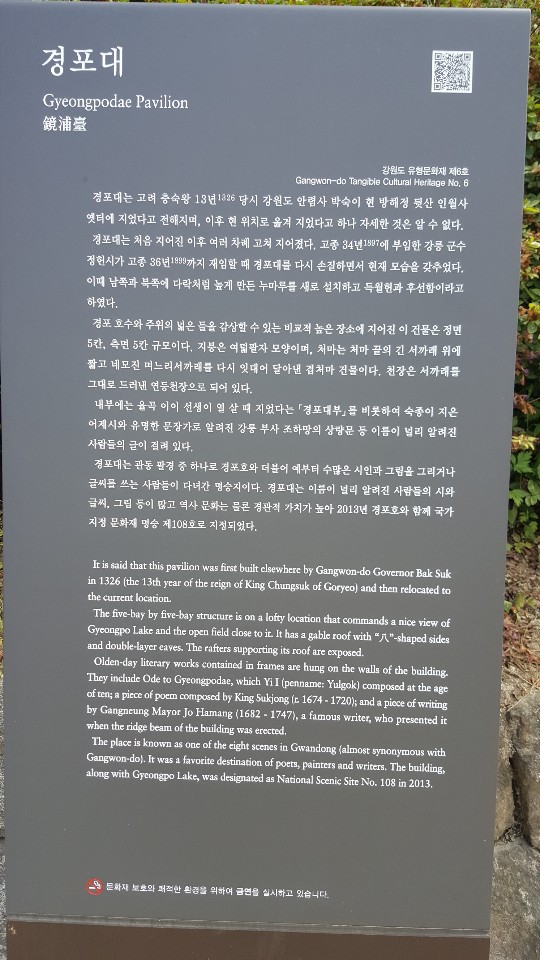 경포대
Gyeongpodae Pavilion
鏡浦臺
강원도 유형문화재 제6호
Gangwon-do Tangible Cultural Heritage No. 6
경포대는 고려 충숙왕 13년1326 당시 강원도 안렴사 박숙이 현 방해정 뒷산 인월사
옛터에 지었다고 전해지며, 이후 현 위치로 옮겨 지었다고 하나 자세한 것은 알 수 없다.
경포대는 처음 지어진 이후 여러 차례 고쳐 지어졌다. 고종 34년1897에 부임한 강릉 군수
정헌시가 고종 36년1899까지 재임할 때 경포대를 다시 손질하면서 현재 모습을 갖추었다.
이때 남쪽과 북쪽에 다락처럼 높게 만든 누마루를 새로 설치하고 득월헌과 후선함이라고
하였다.
경포 호수와 주위의 넓은 들을 감상할 수 있는 비교적 높은 장소에 지어진 이 건물은 정면
5칸, 측면 5칸 규모이다. 지붕은 여덟팔자 모양이며, 처마는 처마 끝의 긴 서까래 위에
짧고 네모진 며느리서까래를 다시 잇대어 달아낸 겹처마 건물이다. 천장은 서까래를
그대로 드러낸 연등천장으로 되어 있다.
내부에는 율곡 이이 선생이 열 살 때 지었다는 「경포대부」를 비롯하여 숙종이 지은
어제시와 유명한 문장가로 알려진 강릉 부사 조하망의 상량문 등 이름이 널리 알려진
사람들의 글이 걸려 있다.
경포대는 관동 팔경 중 하나로 경포호와 더불어 예부터 수많은 시인과 그림을 그리거나
글씨를 쓰는 사람들이 다녀간 명승지이다. 경포대는 이름이 널리 알려진 사람들의 시와
글씨, 그림 등이 많고 역사 문화는 물론 경관적 가치가 높아 2013년 경포호와 함께 국가
지정 문화재 명승 제108호로 지정되었다.
It is said that this pavilion was first built elsewhere by Gangwon-do Governor Bak Suk
in 1326 (the 13th year of the reign of King Chungsuk of Goryeo) and then relocated to
the current location.
The five-bay by five-bay structure is on a lofty location that commands a nice view of
Gyeongpo Lake and the open field close to it. It has a gable roof with “八”-shaped sides
and double-layer eaves. The rafters supporting its roof are exposed.
Olden-day literary works contained in frames are hung on the walls of the building.
They include Ode to Gyeongpodae, which Yi I (penname: Yulgok) composed at the age
of ten; a piece of poem composed by King Sukjong (r. 1674 - 1720); and a piece of writing
by Gangneung Mayor Jo Hamang (1682 - 1747), a famous writer, who presented it
when the ridge beam of the building was erected.
The place is known as one of the eight scenes in Gwandong (almost synonymous with
Gangwon-do). It was a favorite destination of poets, painters and writers. The building,
along with Gyeongpo Lake, was designated as National Scenic Site No. 108 in 2013.
문화재 보호와 쾌적한 환경을 위하여 금연을 실시하고 있습니다.